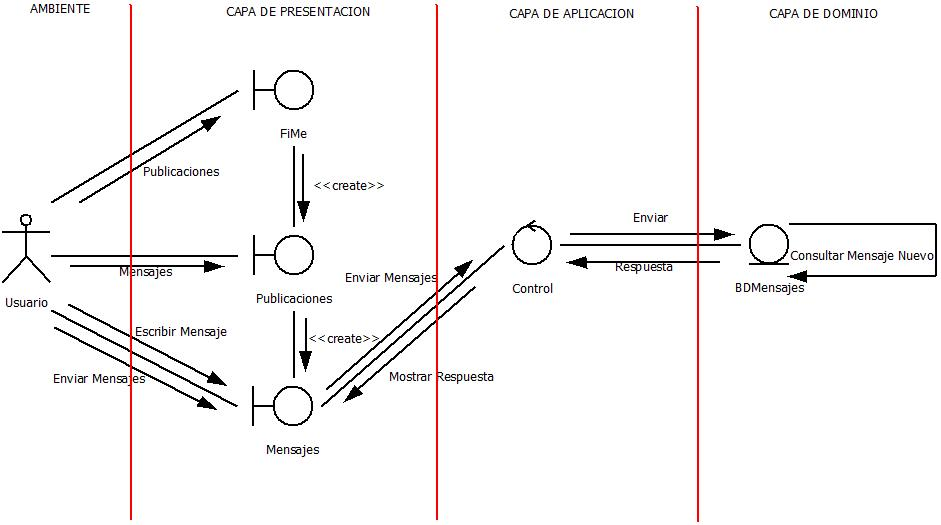 AMBIENTE
CAPA DE PRESENTACION
CAPA DE APLICACION
CAPA DE DOMINIO
FiMe
Publicaciones
<<create>>
Enviar
Mensajes
Consultar Mensaje Nuevo
Respuesta
Enviar Mensajes
Control
BDMensajes
Usuario
Publicaciones
Escribir Mensaje
<<create>>
Enviar Mensajes
Mostrar Respuesta
Mensajes